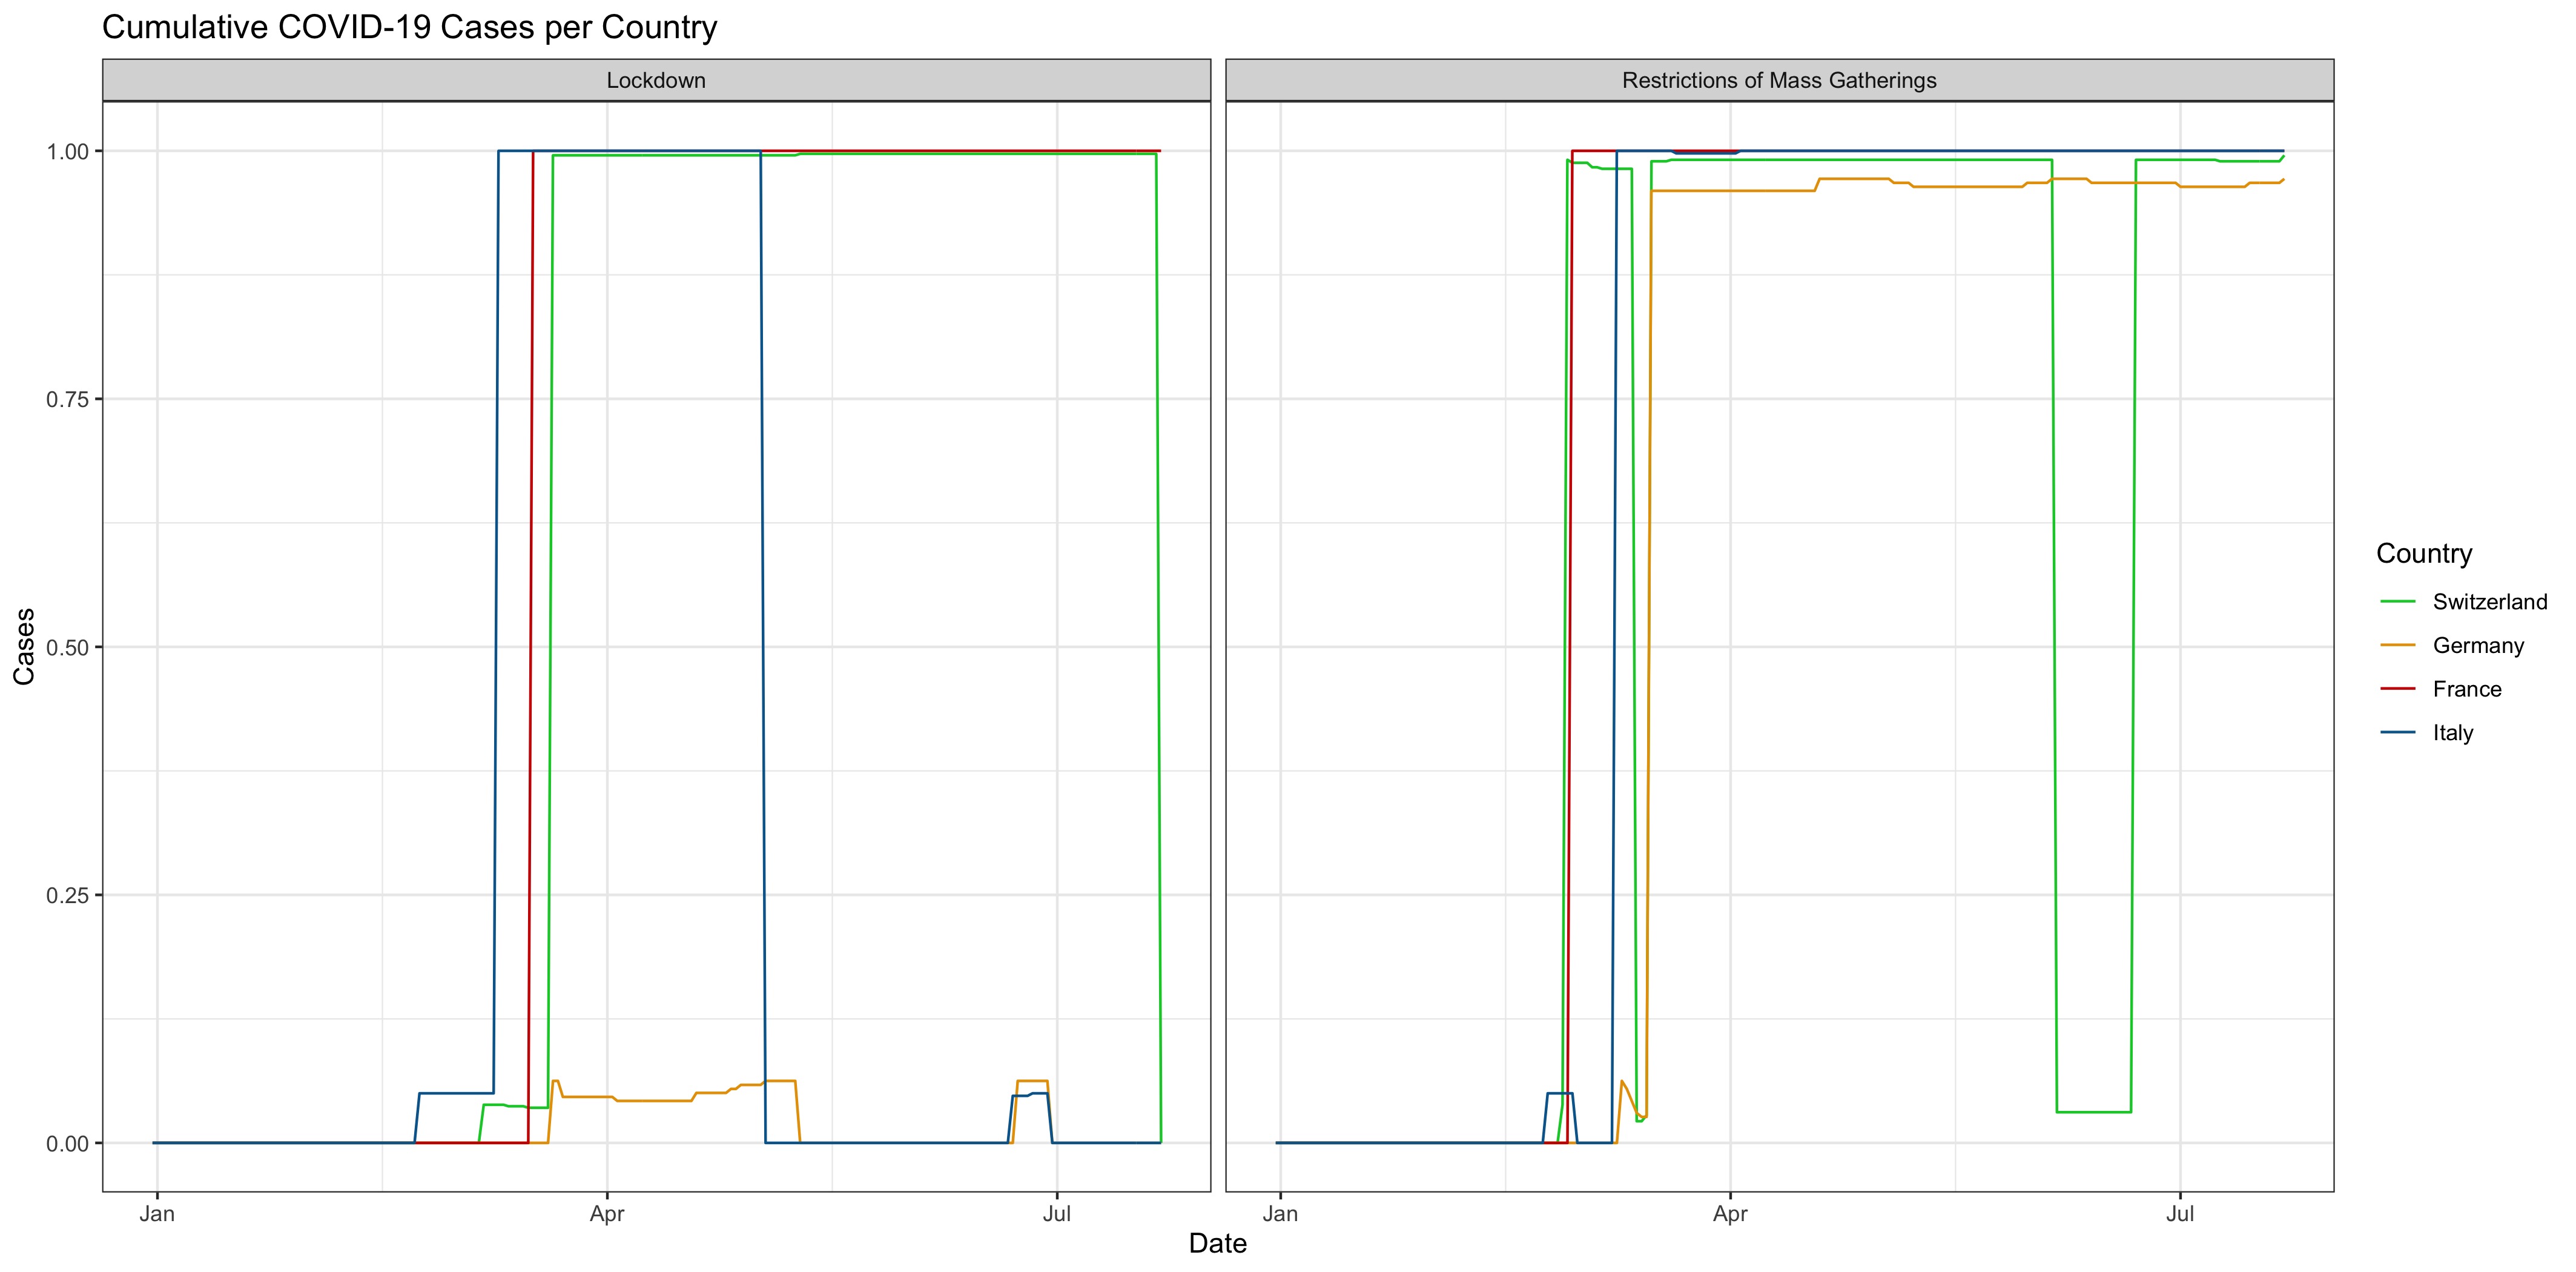 Cumulative COVID-19 Cases per Country
Lockdown
Restrictions of Mass Gatherings
1.00
0.75
0.50
0.25
0.00
Cases
Jan
Apr
Jul
Jan
Apr
Jul
Date
Country
Switzerland
Germany
France
Italy